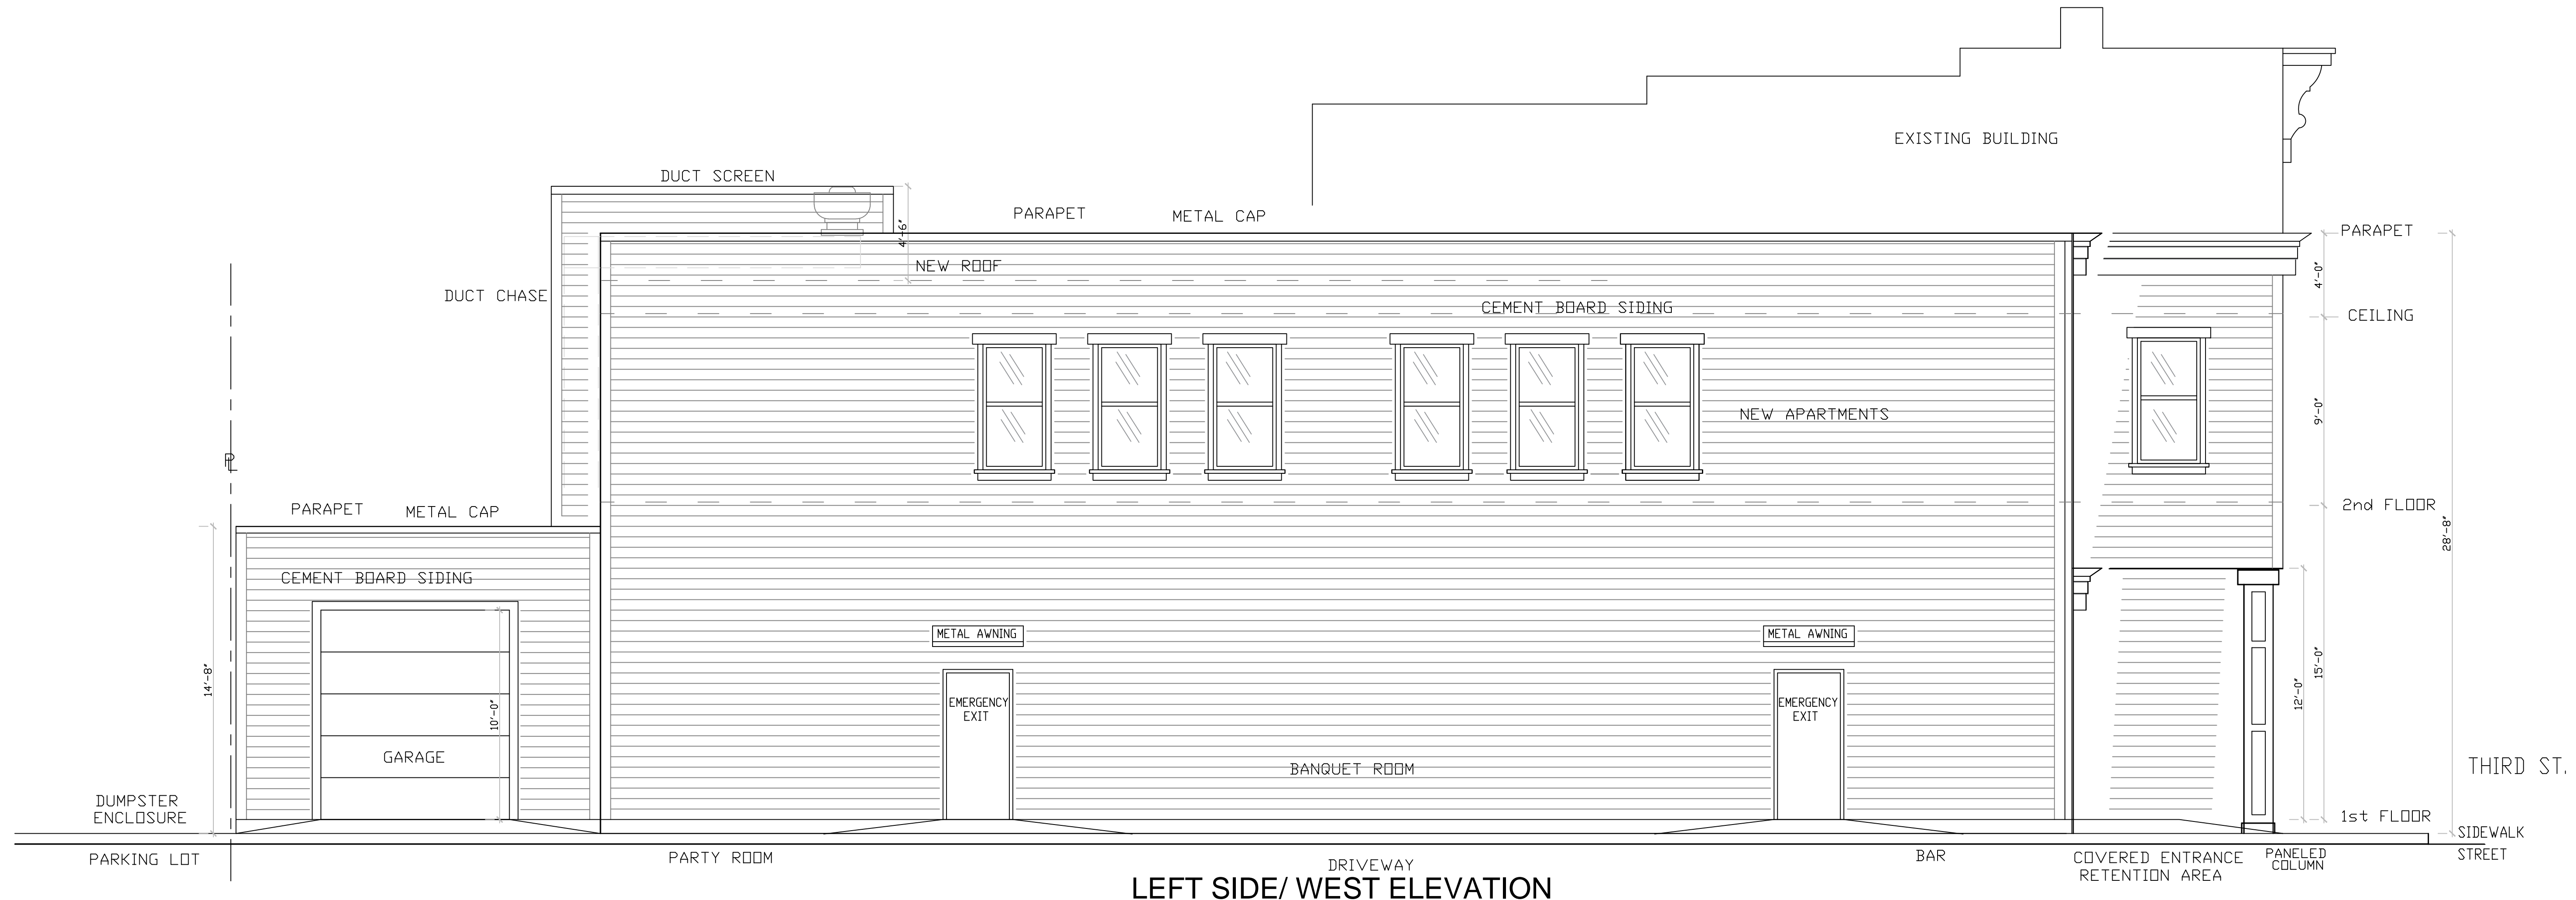 EXISTING BUILDING
DUCT SCREEN
PARAPET
METAL CAP
4'-6"
PARAPET
NEW ROOF
4'-0"
DUCT CHASE
CEMENT BOARD SIDING
CEILING
9'-0"
NEW APARTMENTS
PL
PARAPET
METAL CAP
2nd FLOOR
28'-8"
CEMENT BOARD SIDING
METAL AWNING
METAL AWNING
14'-8"
15'-0"
12'-0"
10'-0"
EMERGENCY
EXIT
EMERGENCY
EXIT
GARAGE
BANQUET ROOM
THIRD ST.
DUMPSTER
ENCLOSURE
1st FLOOR
SIDEWALK
PARKING LOT
PARTY ROOM
DRIVEWAY
BAR
COVERED ENTRANCE
RETENTION AREA
PANELED
COLUMN
STREET
LEFT SIDE/ WEST ELEVATION